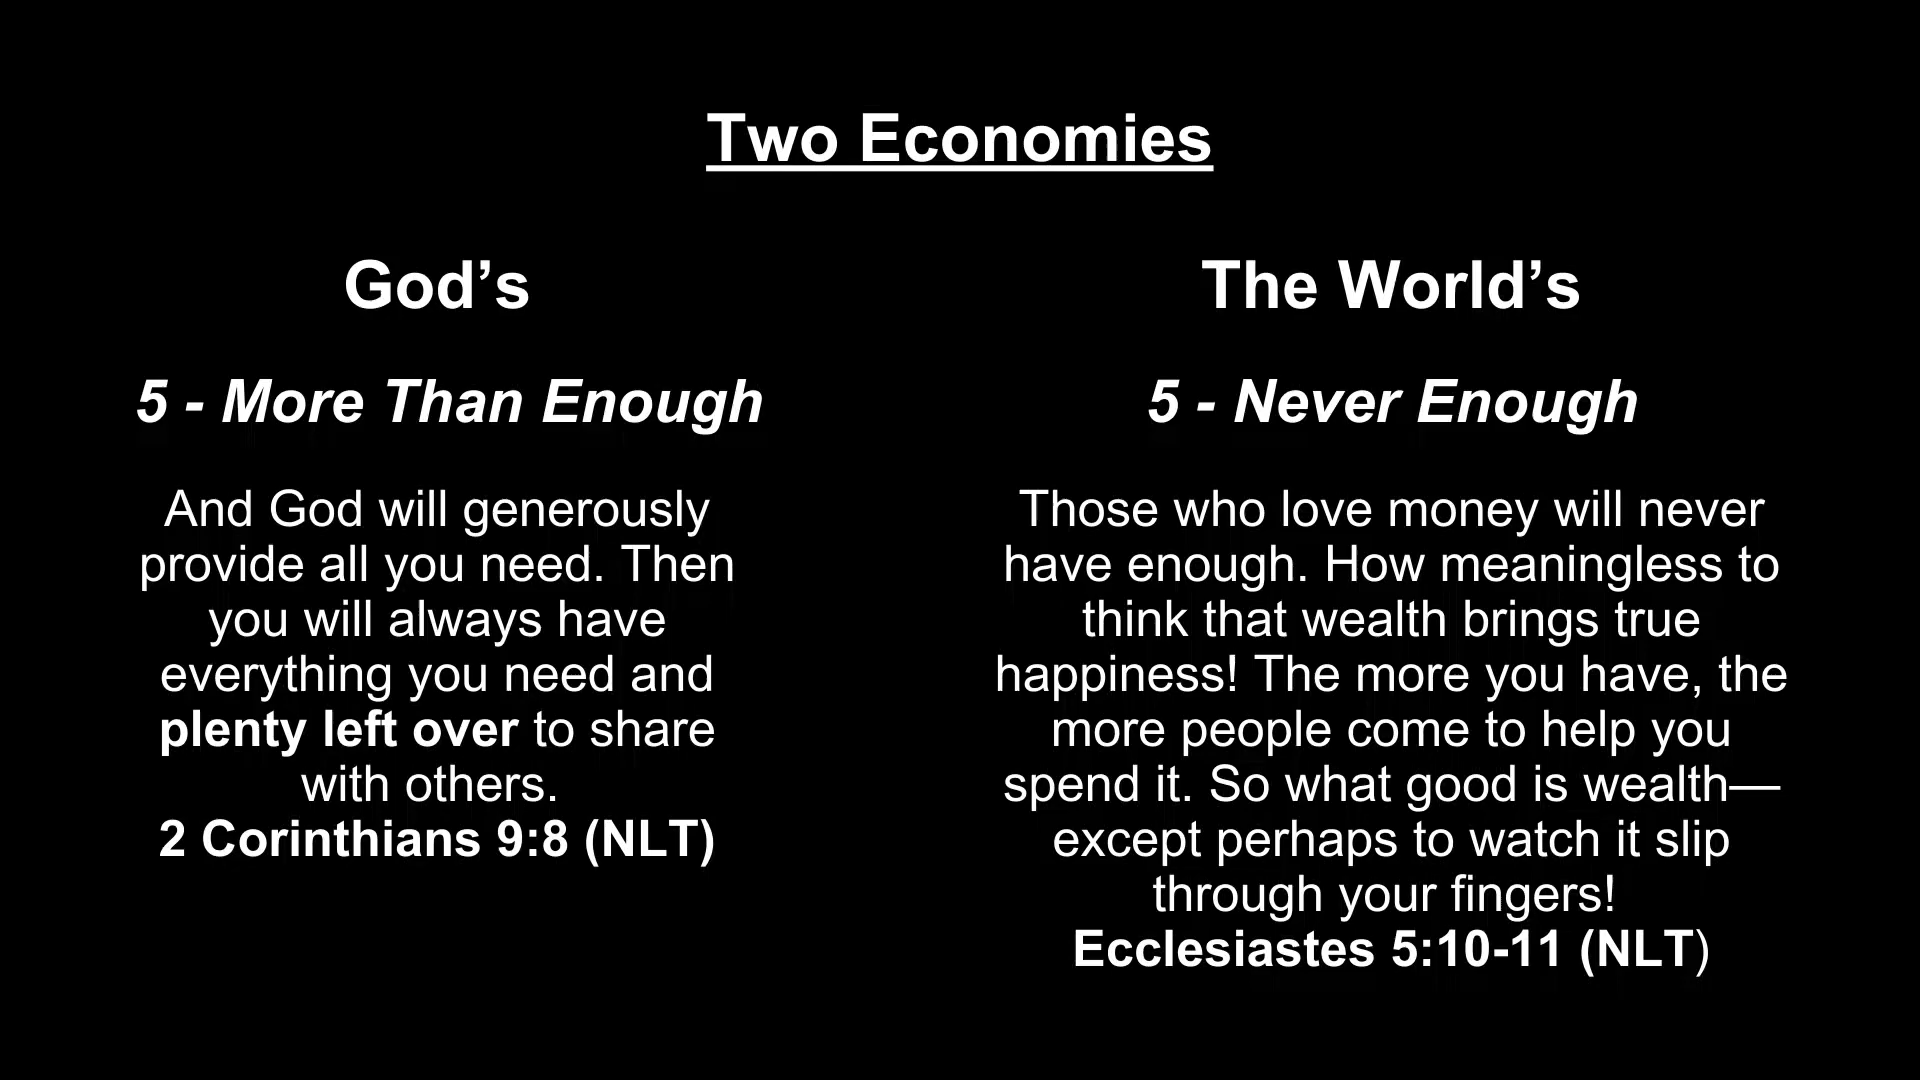 Two Economies
God’s
5 - More Than Enough
And God will generously
provide all you need. Then
you will always have
everything you need and
plenty left over to share
with others.
2 Corinthians 9:8 (NLT)
The World’s
5 - Never Enough
Those who love money will never
have enough. How meaningless to
think that wealth brings true
happiness! The more you have, the
more people come to help you
spend it. So what good is wealth—
except perhaps to watch it slip
through your fingers!
Ecclesiastes 5:10-11 (NLT)